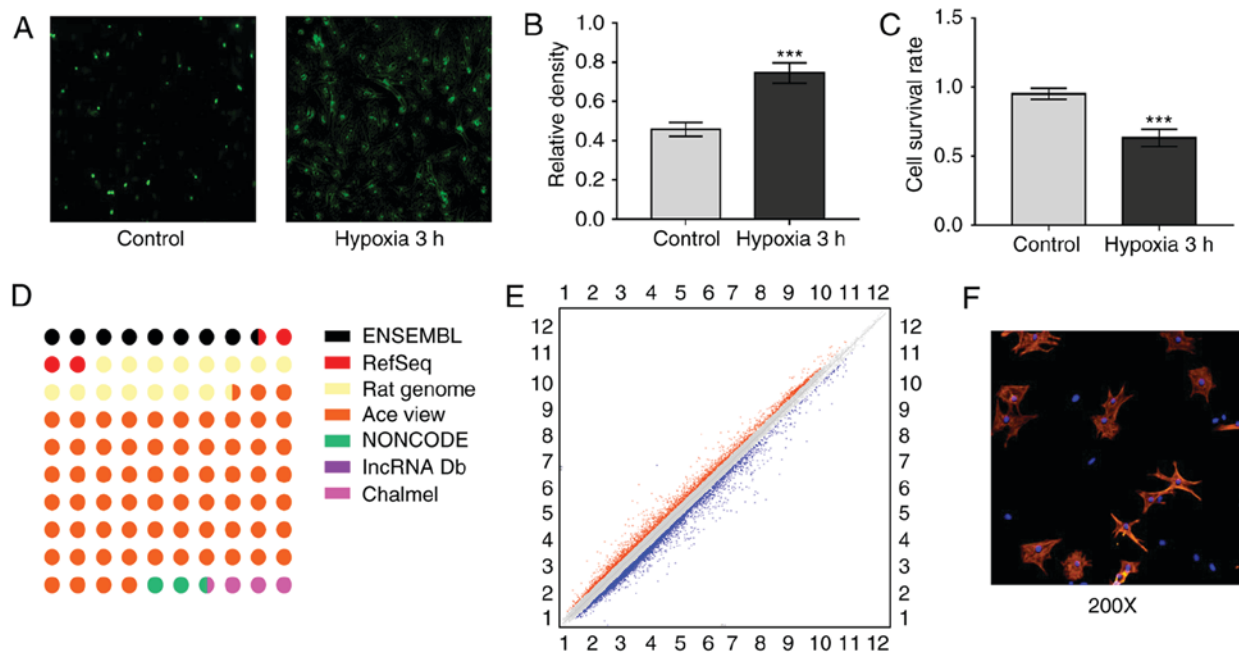 A
Control
Hypoxia 3 h
B
Relative density
1.0
0.8
0.6
0.4
0.2
0.0
***
Control
Hypoxia 3 h
C
Cell survival rate
1.5
1.0
0.5
0.0
***
Control
Hypoxia 3 h
D
ENSEMBL
RefSeq
Rat genome
Ace view
NONCODE
lncRNA Db
Chalmel
E
1 2 3 4 5 6 7 8 9 10 11 12
12
11
10
9
8
7
6
5
4
3
2
1
12
11
10
9
8
7
6
5
4
3
2
1
1 2 3 4 5 6 7 8 9 10 11 12
F
200X